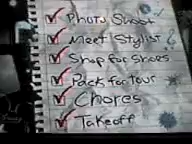 Photo Shoot
Meet Stylist
Shop for Shoes
Pack for tour
Chores
Takeoff